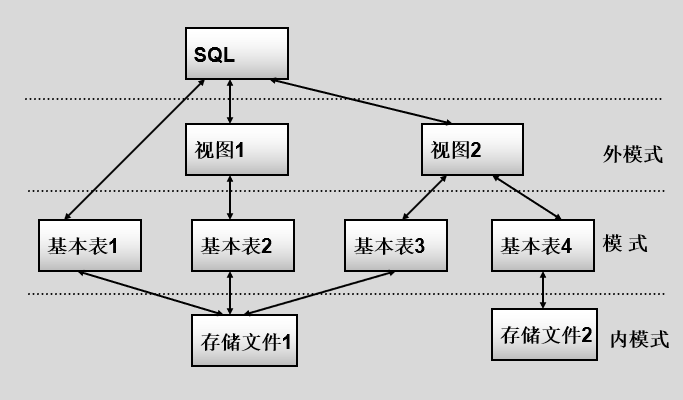 SQL
视图1
视图2
外模式
基本表1
基本表2
基本表3
基本表4
模 式
存储文件1
存储文件2
内模式